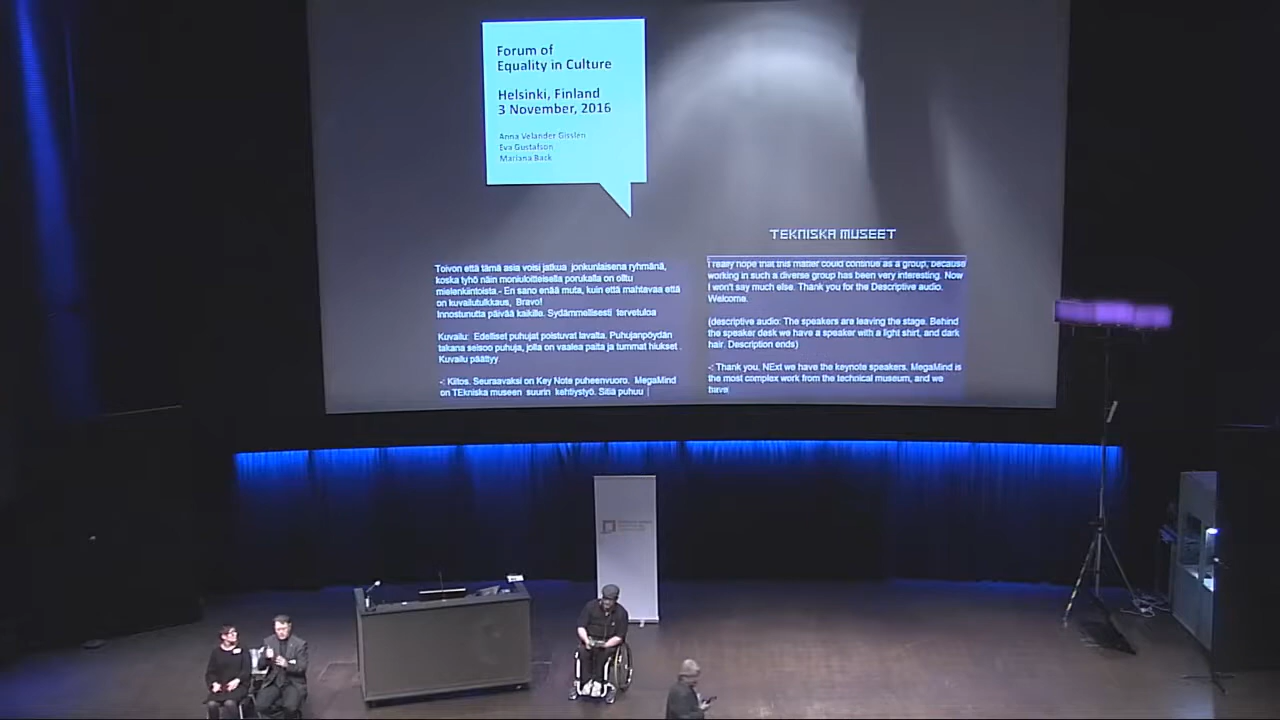 Forum of
Equality in Culture
Helsinki, Finland
3 November, 2016
Anna Velander Gisslen
Eva Gustafson
Mariana Back
TEKNISKA MUSEET
Toivon että tämä asia voisi jatkua jonkunlaisena ryhmänä,
koska tyhö näin moniuloitteisella porukalla on olltu
mielenkiintoista.- En sano enää muta, kuin että mahtavaa että
on kuvailutulkkaus, Bravo!
Innostunutta päivää kaikille. Sydämmellisesti tervetuloa
Kuvailu: Edelliset puhujat poistuvat lavalta. Puhujanpöydän
takana seisoo puhuja, jolla on vaalea paita ja tummat hiukset .
Kuvailu päättyy
-: Kiitos. Seuraavaksi on Key Note puheenvuoro. MegaMind
on TEkniska museen suurin kehtiystyö. Sitiä puhuu
I really hope that this matter could continue as a group, because
working in such a diverse group has been very interesting. Now
I won't say much else. Thank you for the Descriptive audio.
Welcome.
(descriptive audio: The speakers are leaving the stage. Behind
the speaker desk we have a speaker with a light shirt, and dark
hair. Description ends)
-: Thank you. NExt we have the keynote speakers. MegaMind is
the most complex work from the technical museum, and we
have